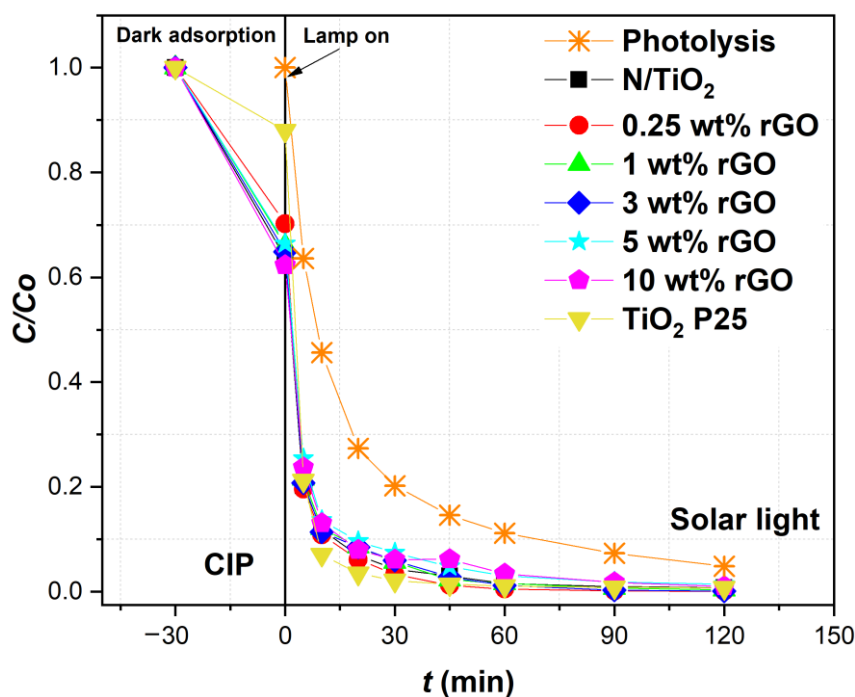 Dark adsorption
Lamp on
Photolysis
N/TiO₂
0.25 wt% rGO
1 wt% rGO
3 wt% rGO
5 wt% rGO
10 wt% rGO
TiO₂ P25
1.0
0.8
0.6
0.4
0.2
0.0
C/Co
Solar light
CIP
−30
0
30
60
90
120
150
t (min)